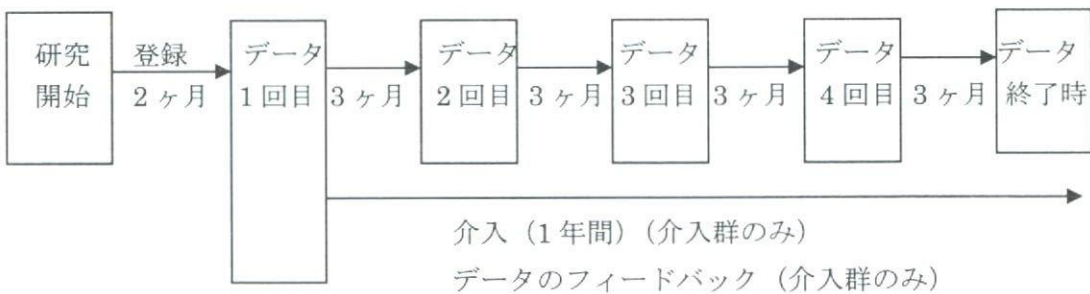 研究
開始
登録
2ヶ月
データ
1回目
3ヶ月
データ
2回目
3ヶ月
データ
3回目
3ヶ月
データ
4回目
3ヶ月
データ
終了時
介入（1年間）（介入群のみ）
データのフィードバック（介入群のみ）